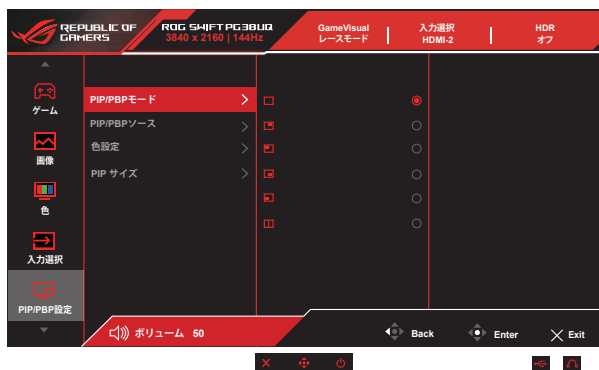 REPUBLIC OF
GAMERS
ROG SWIFT PG38UQ
3840 x 2160 | 144Hz
GameVisual
レースモード
入力選択
HDMI-2
HDR
オフ
ゲーム
画像
色
入力選択
PIP/PBP設定
PIP/PBPモード
PIP/PBPソース
色設定
PIP サイズ
ボリューム 50
Back
Enter
Exit